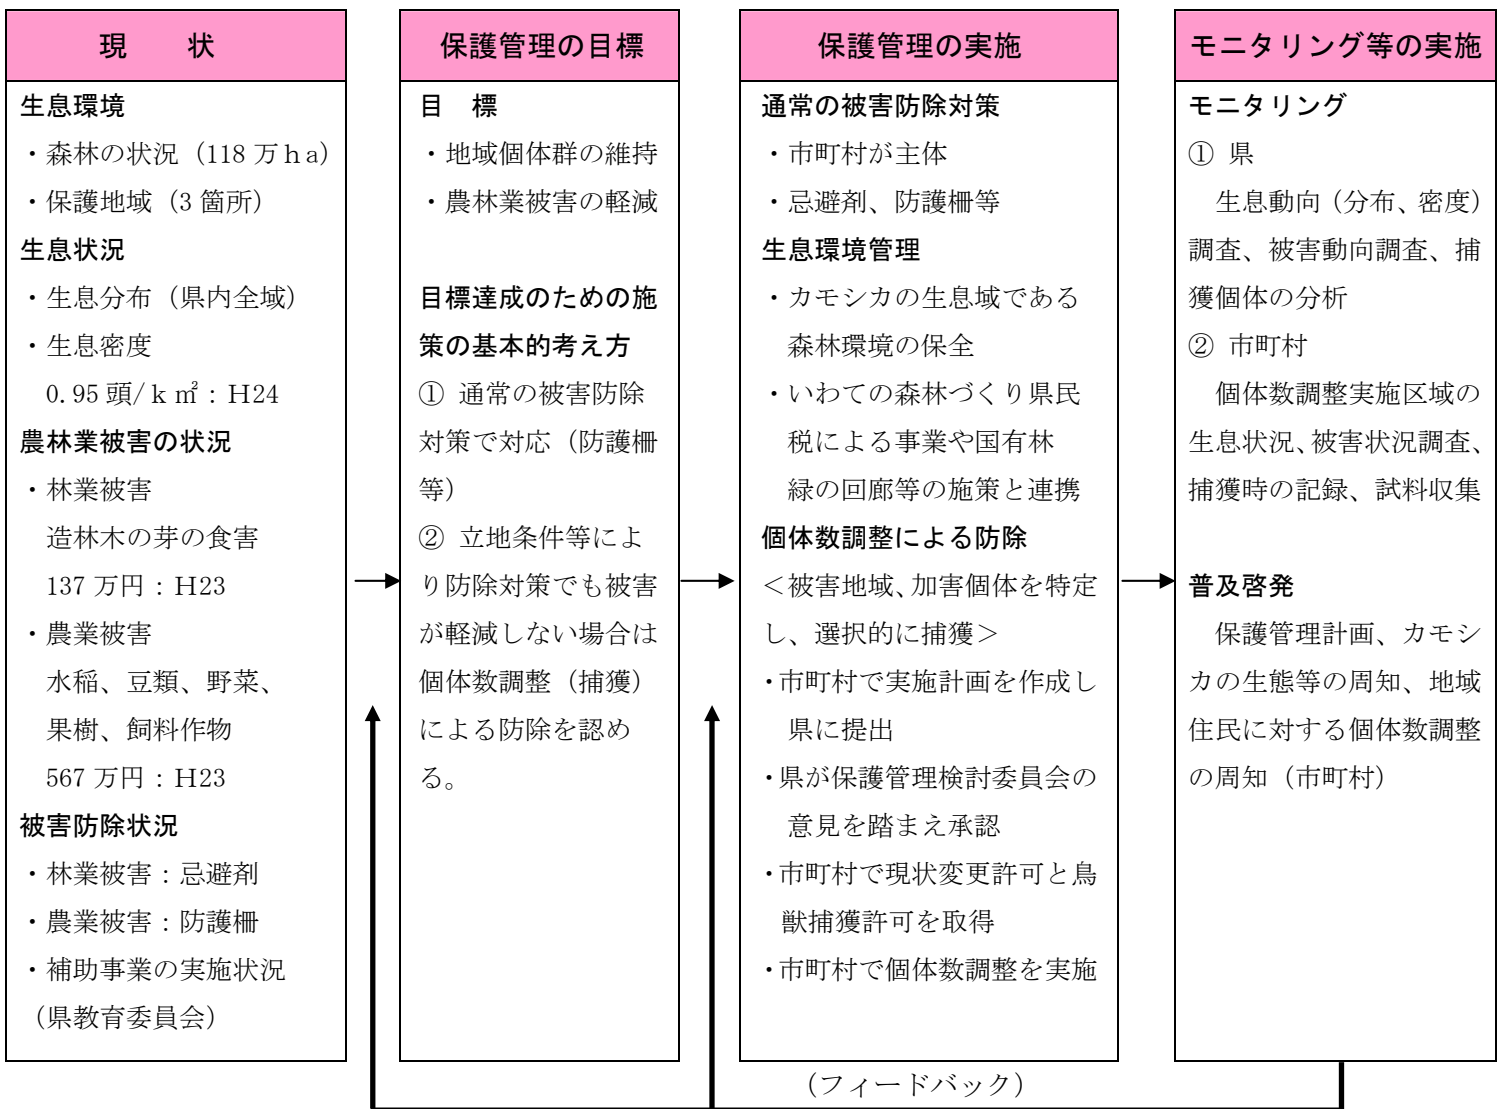 現　　状
生息環境
・森林の状況（118 万ｈａ）
・保護地域（3 箇所）
生息状況
・生息分布（県内全域）
・生息密度
0.95 頭/ｋ㎡：H24
農林業被害の状況
・林業被害
造林木の芽の食害
137 万円：H23
・農業被害
水稲、豆類、野菜、
果樹、飼料作物
567 万円：H23
被害防除状況
・林業被害：忌避剤
・農業被害：防護柵
・補助事業の実施状況
（県教育委員会）
保護管理の目標
目　標
・地域個体群の維持
・農林業被害の軽減
目標達成のための施
策の基本的考え方
① 通常の被害防除
対策で対応（防護柵
等）
② 立地条件等によ
り防除対策でも被害
が軽減しない場合は
個体数調整（捕獲）
による防除を認め
る。
保護管理の実施
通常の被害防除対策
・市町村が主体
・忌避剤、防護柵等
生息環境管理
・カモシカの生息域である
森林環境の保全
・いわての森林づくり県民
税による事業や国有林
緑の回廊等の施策と連携
個体数調整による防除
＜被害地域、加害個体を特定
し、選択的に捕獲＞
・市町村で実施計画を作成し
県に提出
・県が保護管理検討委員会の
意見を踏まえ承認
・市町村で現状変更許可と鳥
獣捕獲許可を取得
・市町村で個体数調整を実施
モニタリング等の実施
モニタリング
① 県
生息動向（分布、密度）
調査、被害動向調査、捕
獲個体の分析
② 市町村
個体数調整実施区域の
生息状況、被害状況調査、
捕獲時の記録、試料収集
普及啓発
保護管理計画、カモシ
カの生態等の周知、地域
住民に対する個体数調整
の周知（市町村）
（フィードバック）